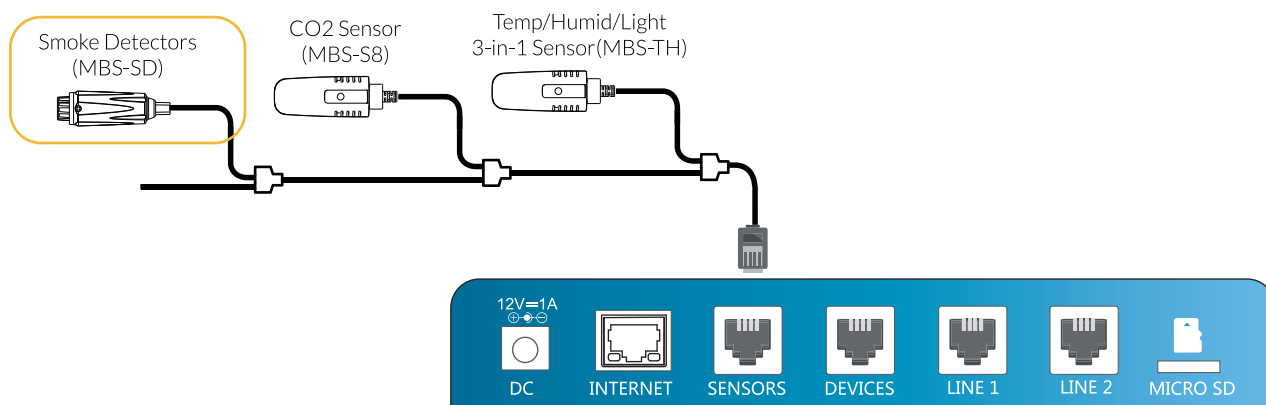 Smoke Detectors
(MBS-SD)
CO2 Sensor
(MBS-S8)
Temp/Humid/Light
3-in-1 Sensor(MBS-TH)
12V=1A
DC
INTERNET
SENSORS
DEVICES
LINE 1
LINE 2
MICRO SD